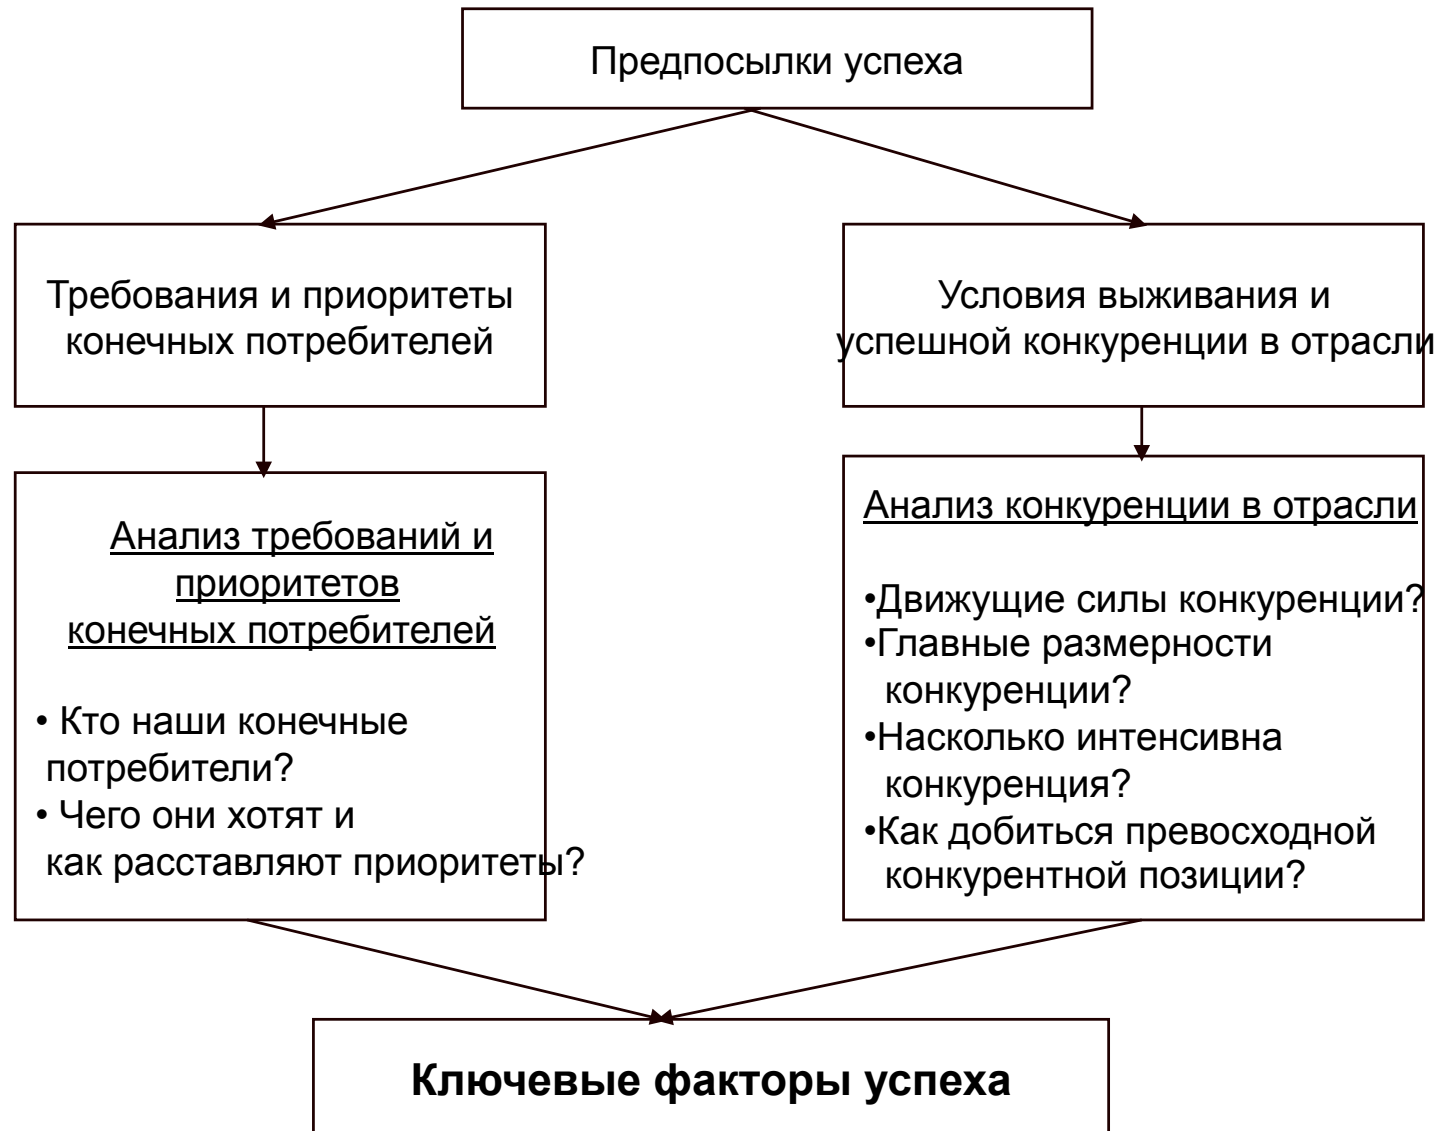 Предпосылки успеха
Требования и приоритеты
конечных потребителей
Условия выживания и
успешной конкуренции в отрасли
Анализ требований и
приоритетов
конечных потребителей
• Кто наши конечные
потребители?
• Чего они хотят и
как расставляют приоритеты?
Анализ конкуренции в отрасли
•Движущие силы конкуренции?
•Главные размерности
конкуренции?
•Насколько интенсивна
конкуренция?
•Как добиться превосходной
конкурентной позиции?
Ключевые факторы успеха